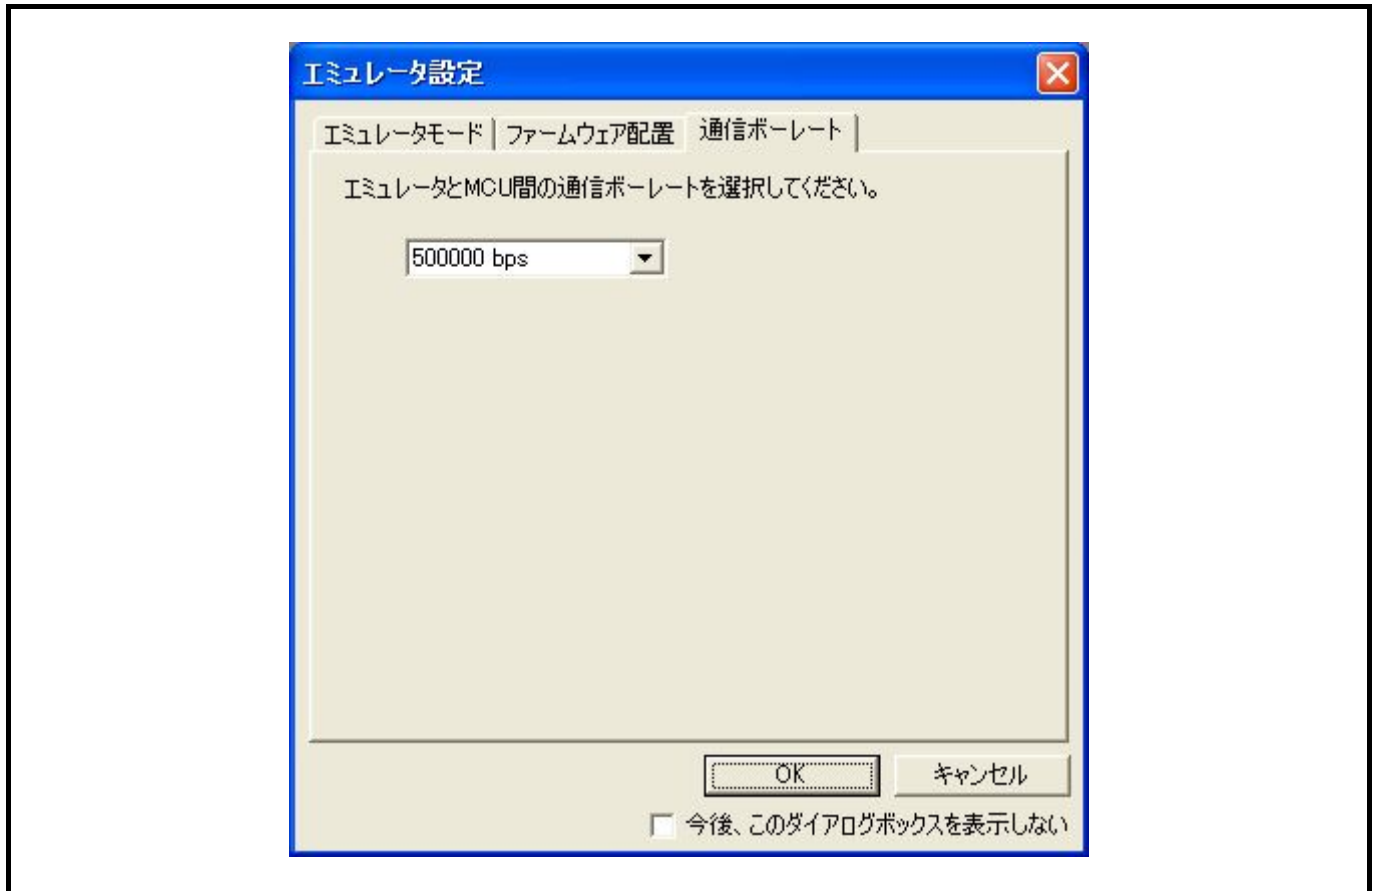 エミュレータ設定
エミュレータモード ファームウェア配置 通信ボーレート
エミュレータとMCU間の通信ボーレートを選択してください。
500000 bps
OK キャンセル
今後、このダイアログボックスを表示しない